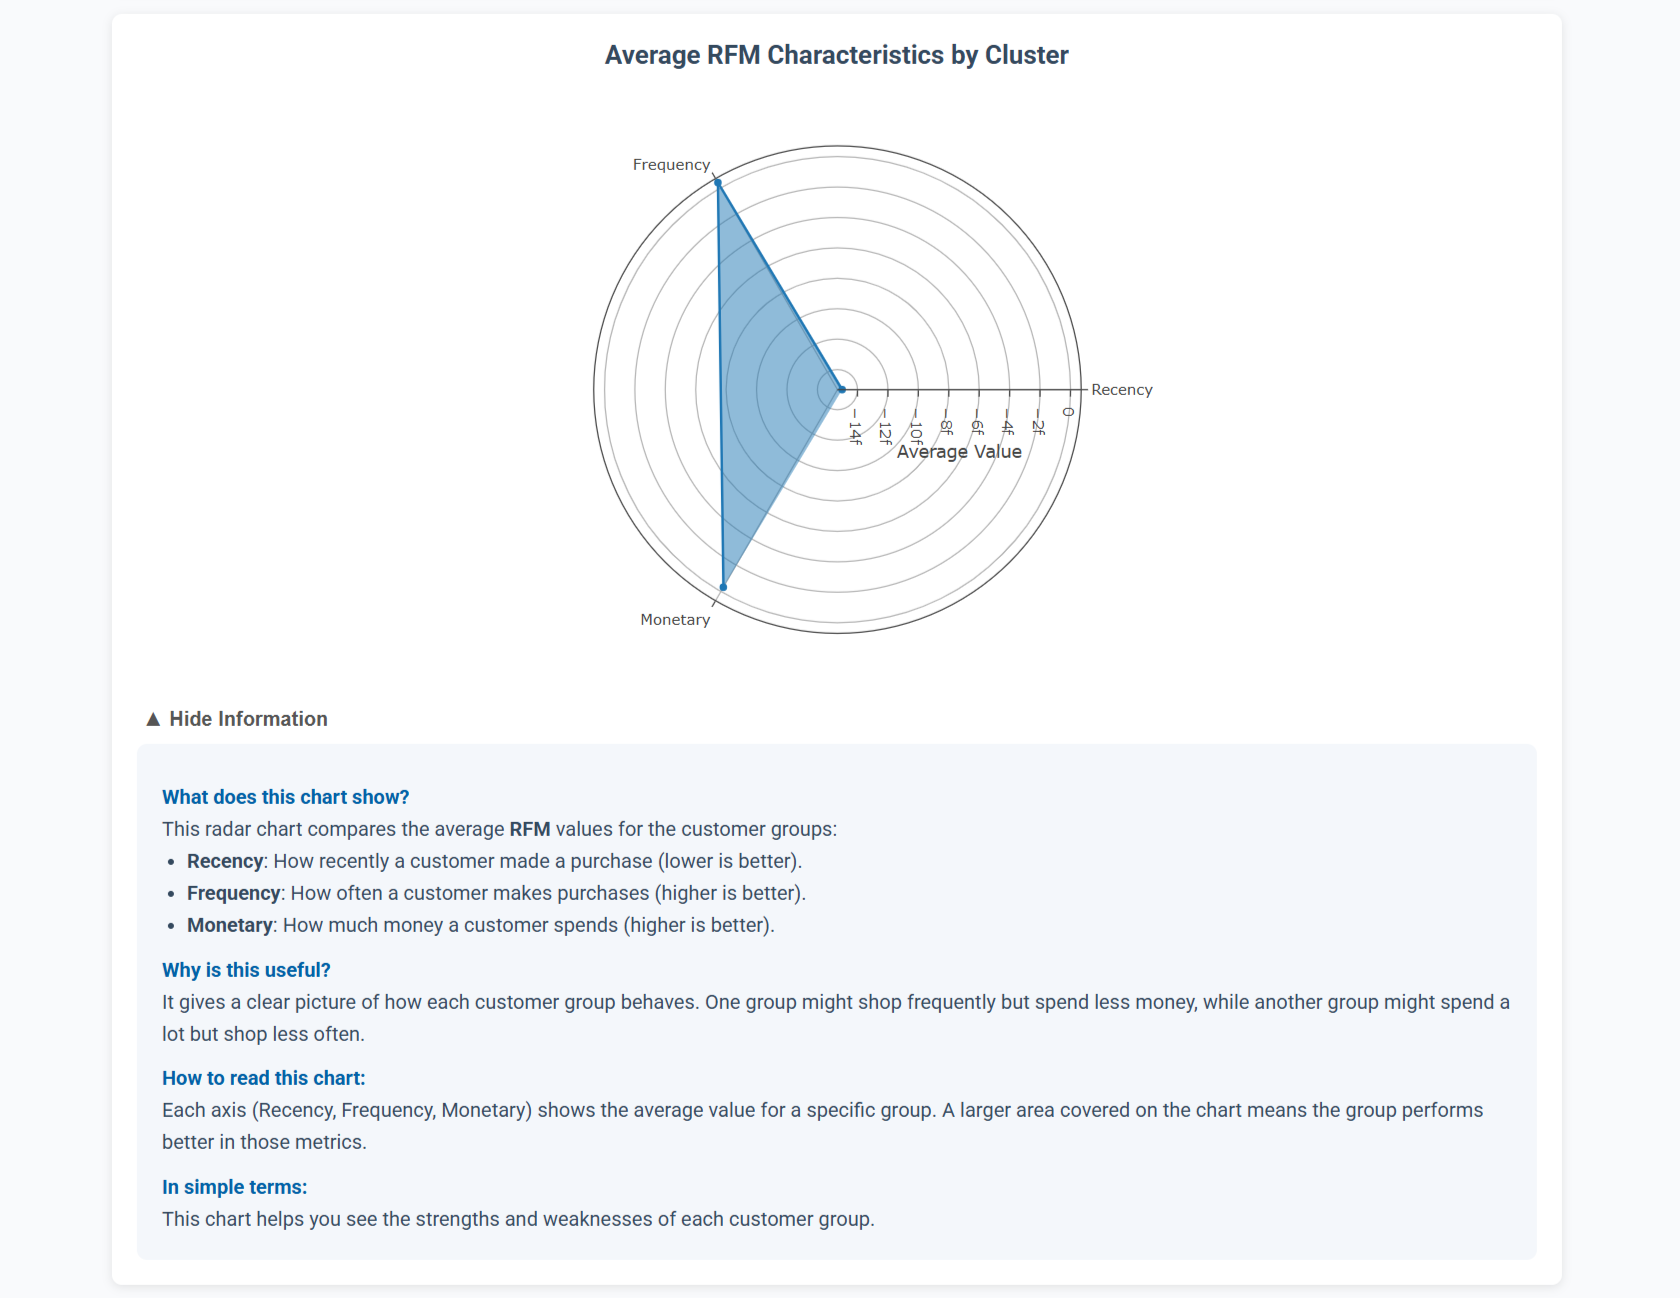 Average RFM Characteristics by Cluster
Frequency
Recency
−14f
−12f
−10f
−8f
−6f
−4f
−2f
0
Average Value
Monetary
▲ Hide Information
What does this chart show?
This radar chart compares the average RFM values for the customer groups:
• Recency: How recently a customer made a purchase (lower is better).
• Frequency: How often a customer makes purchases (higher is better).
• Monetary: How much money a customer spends (higher is better).
Why is this useful?
It gives a clear picture of how each customer group behaves. One group might shop frequently but spend less money, while another group might spend a
lot but shop less often.
How to read this chart:
Each axis (Recency, Frequency, Monetary) shows the average value for a specific group. A larger area covered on the chart means the group performs
better in those metrics.
In simple terms:
This chart helps you see the strengths and weaknesses of each customer group.